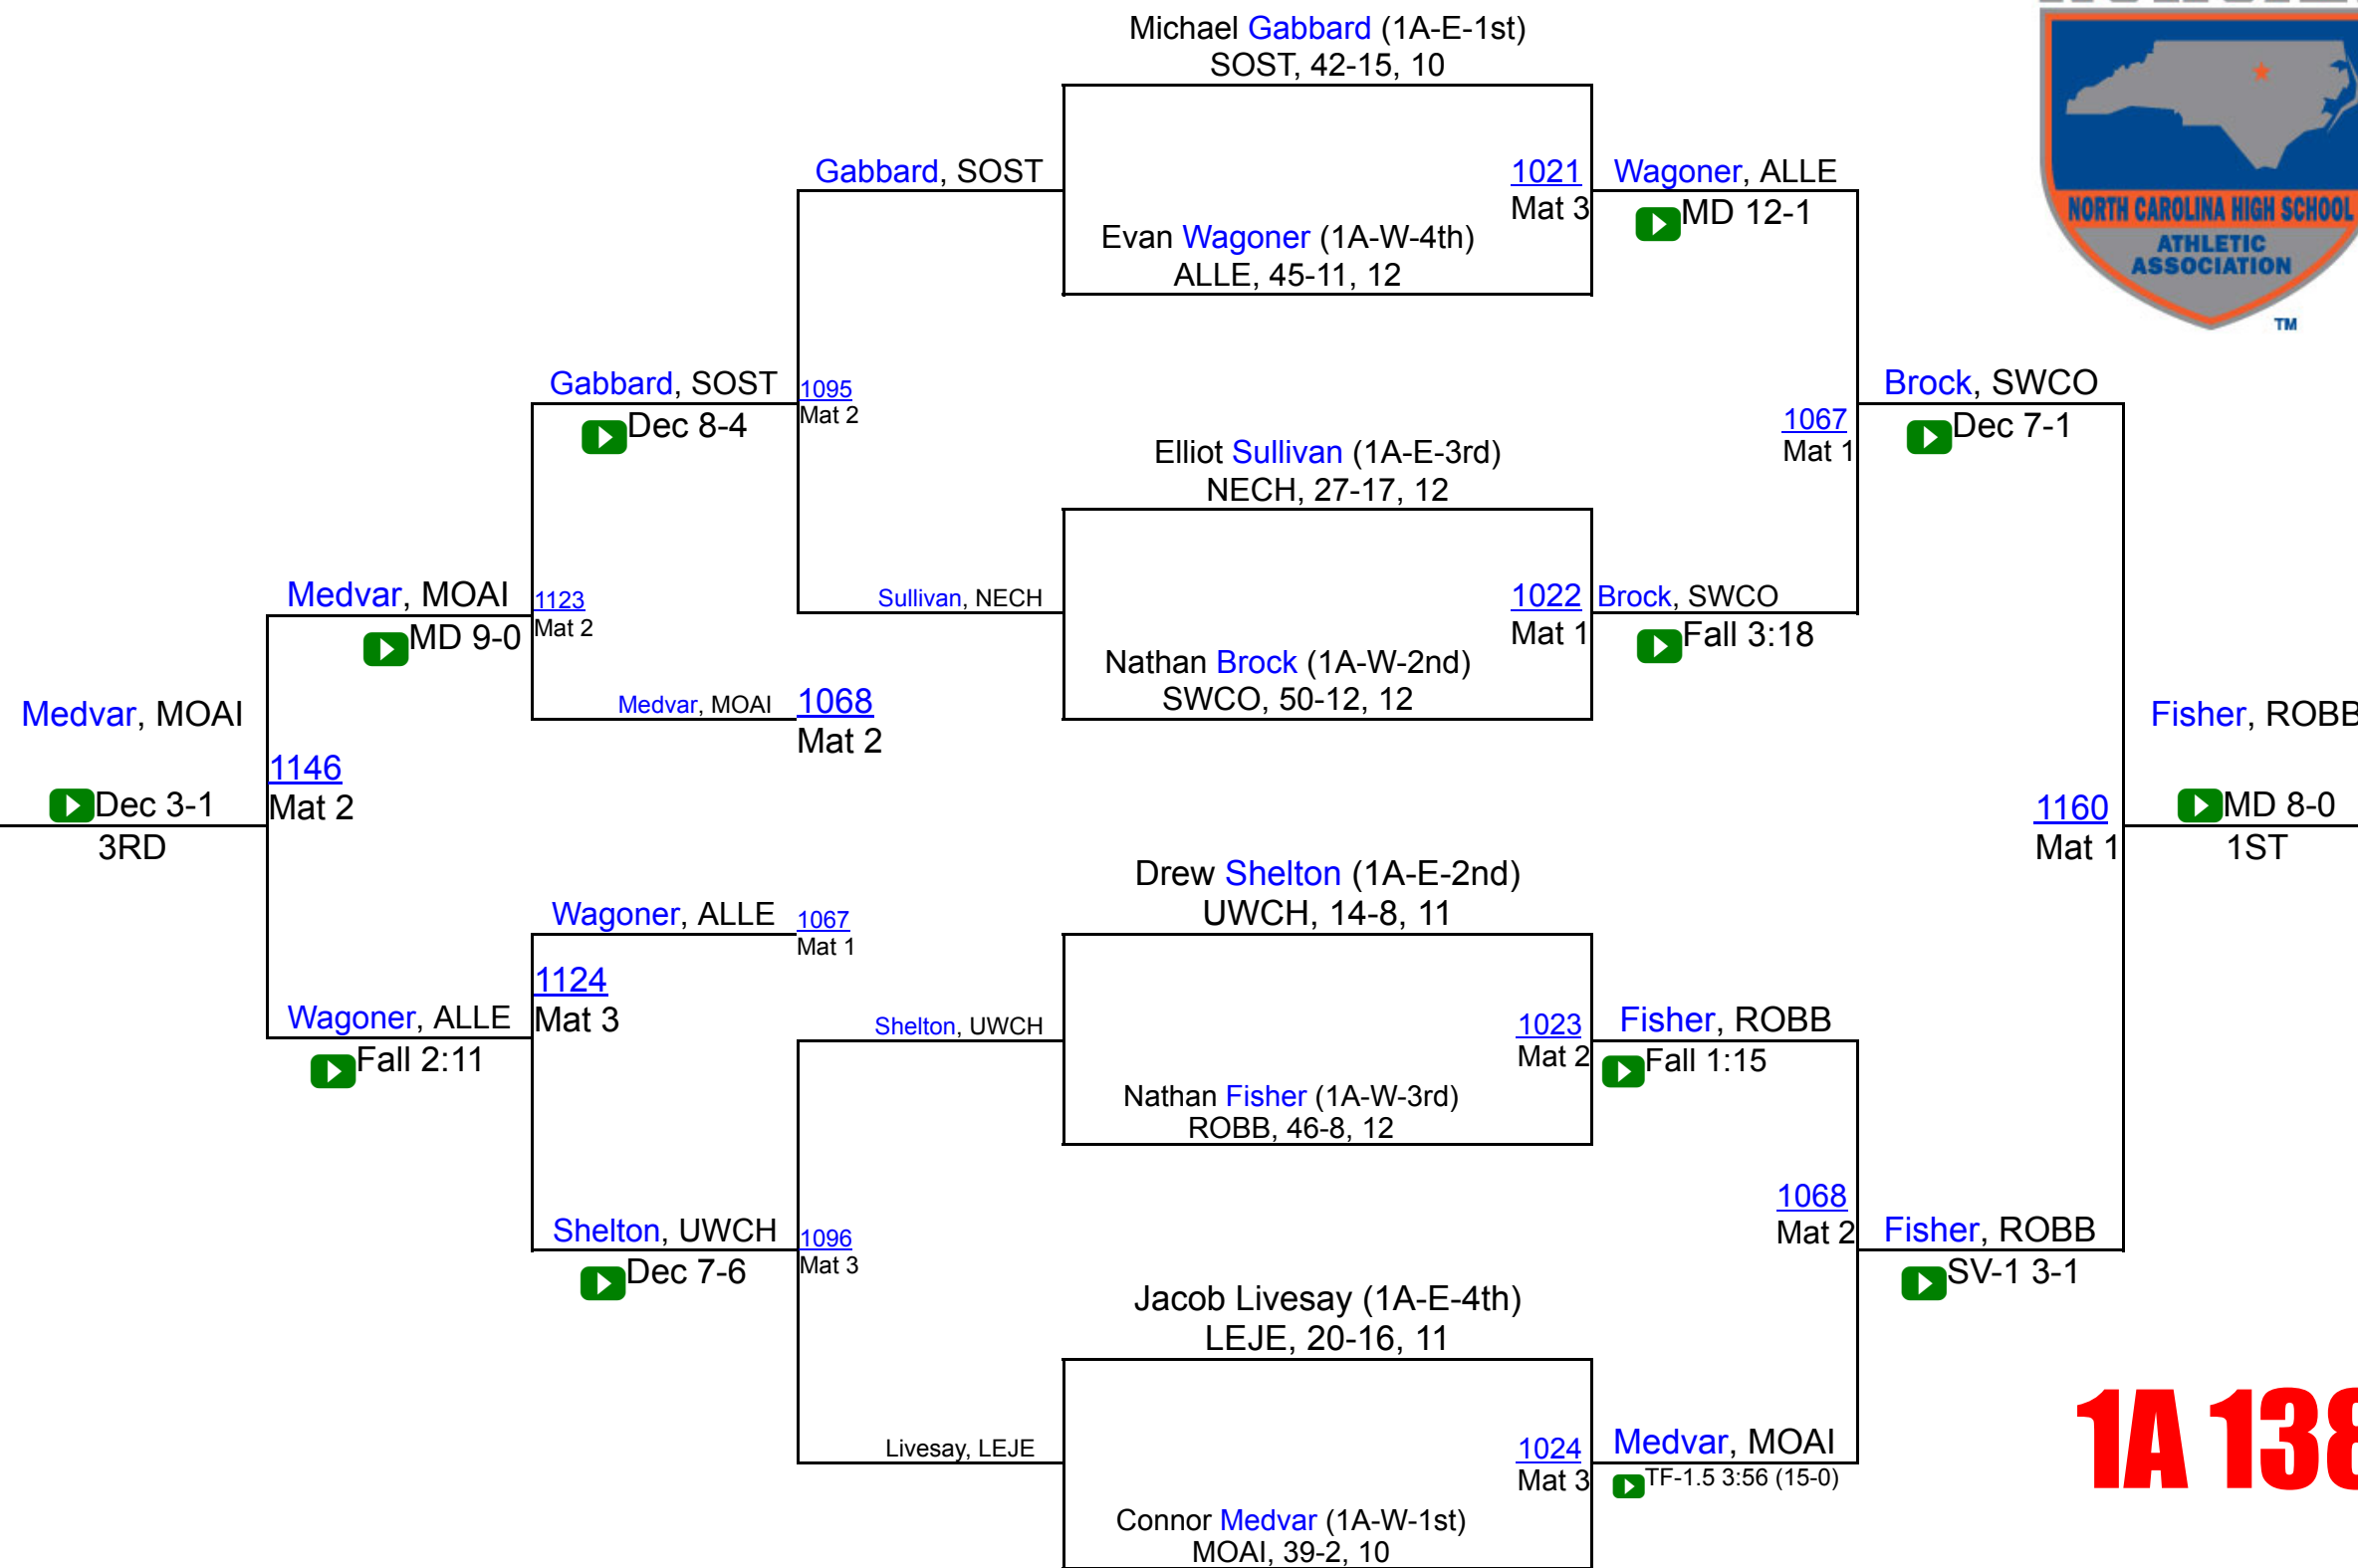 Michael Gabbard (1A-E-1st)
SOST, 42-15, 10
Gabbard, SOST
1021
Mat 3
Wagoner, ALLE
MD 12-1
Evan Wagoner (1A-W-4th)
ALLE, 45-11, 12
NORTH CAROLINA HIGH SCHOOL
ATHLETIC
ASSOCIATION
TM
Gabbard, SOST
Dec 8-4
1095
Mat 2
Brock, SWCO
Dec 7-1
1067
Mat 1
Elliot Sullivan (1A-E-3rd)
NECH, 27-17, 12
Medvar, MOAI
MD 9-0
1123
Mat 2
Sullivan, NECH
1022
Mat 1
Brock, SWCO
Fall 3:18
Nathan Brock (1A-W-2nd)
SWCO, 50-12, 12
Medvar, MOAI
1068
Mat 2
Medvar, MOAI
Dec 3-1
3RD
1146
Mat 2
Fisher, ROBB
MD 8-0
1ST
1160
Mat 1
Drew Shelton (1A-E-2nd)
UWCH, 14-8, 11
Wagoner, ALLE
1067
Mat 1
1124
Mat 3
Wagoner, ALLE
Fall 2:11
Shelton, UWCH
1023
Mat 2
Fisher, ROBB
Fall 1:15
Nathan Fisher (1A-W-3rd)
ROBB, 46-8, 12
Shelton, UWCH
Dec 7-6
1096
Mat 3
1068
Mat 2
Fisher, ROBB
SV-1 3-1
Jacob Livesay (1A-E-4th)
LEJE, 20-16, 11
Livesay, LEJE
1024
Mat 3
Medvar, MOAI
TF-1.5 3:56 (15-0)
Connor Medvar (1A-W-1st)
MOAI, 39-2, 10
1A 138